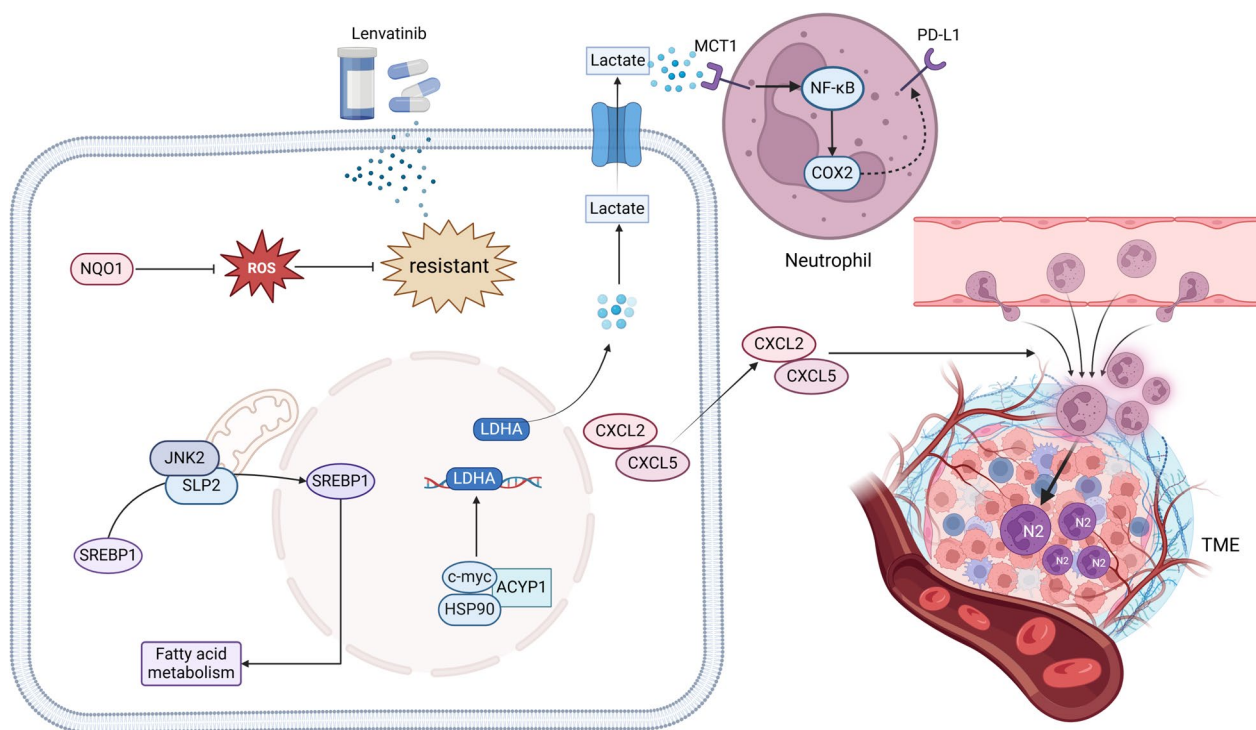 Lenvatinib
Lactate
MCT1
PD-L1
NF-κB
COX2
Neutrophil
Lactate
NQO1
ROS
resistant
CXCL2
CXCL5
LDHA
CXCL2
CXCL5
JNK2
SLP2
SREBP1
LDHA
SREBP1
c-myc
ACYP1
HSP90
Fatty acid
metabolism
N2
N2
N2
N2
TME